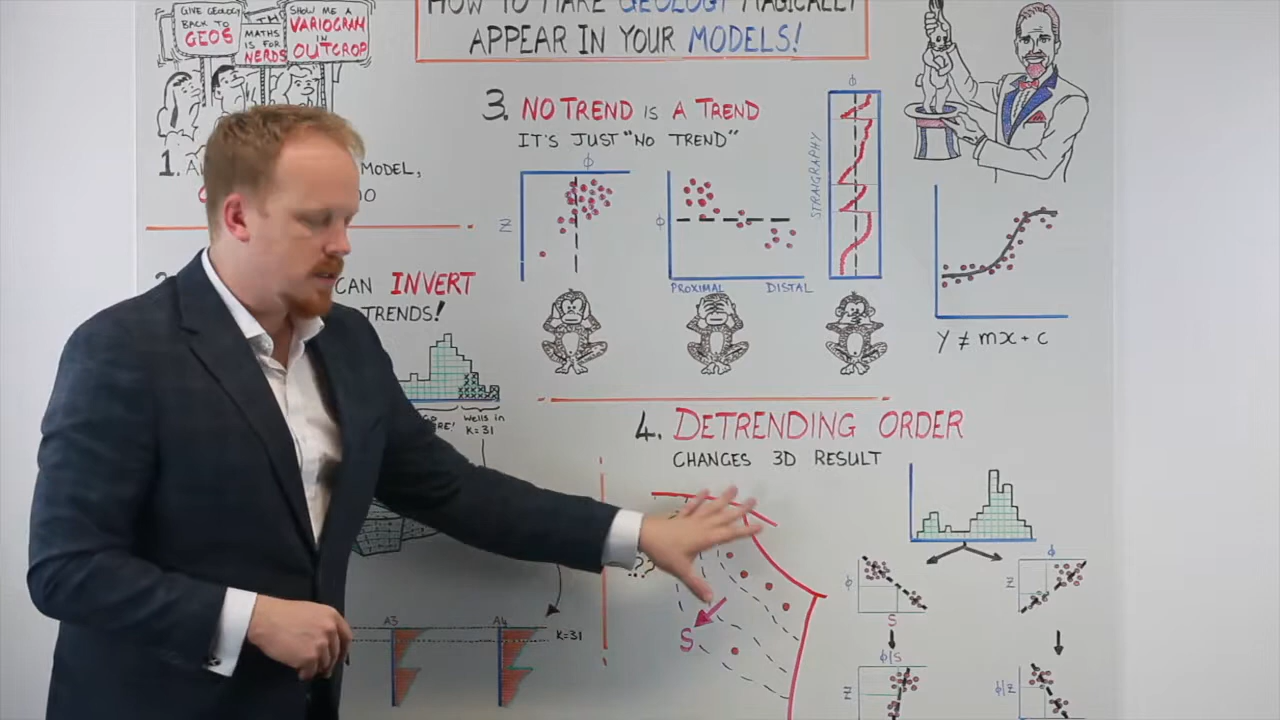 GIVE GEOLOGY
BACK TO
GEOS
MATHS
IS FOR
NERDS
SHOW ME A
VARIOGRAM
IN
OUTCROP
HOW TO MAKE GEOLOGY MAGICALLY
APPEAR IN YOUR MODELS!
1.
MODEL,
CAN INVERT
TRENDS!
Wells in
K=31
A3
A4
K=31
3. NO TREND IS A TREND
IT'S JUST "NO TREND"
Φ
Z
Φ
PROXIMAL
DISTAL
STRAIGRAPHY
Φ
Y ≠ mx + c
4. DETRENDING ORDER
CHANGES 3D RESULT
??
S
Φ
S
Φ|S
Z
Φ
Z
Φ|Z